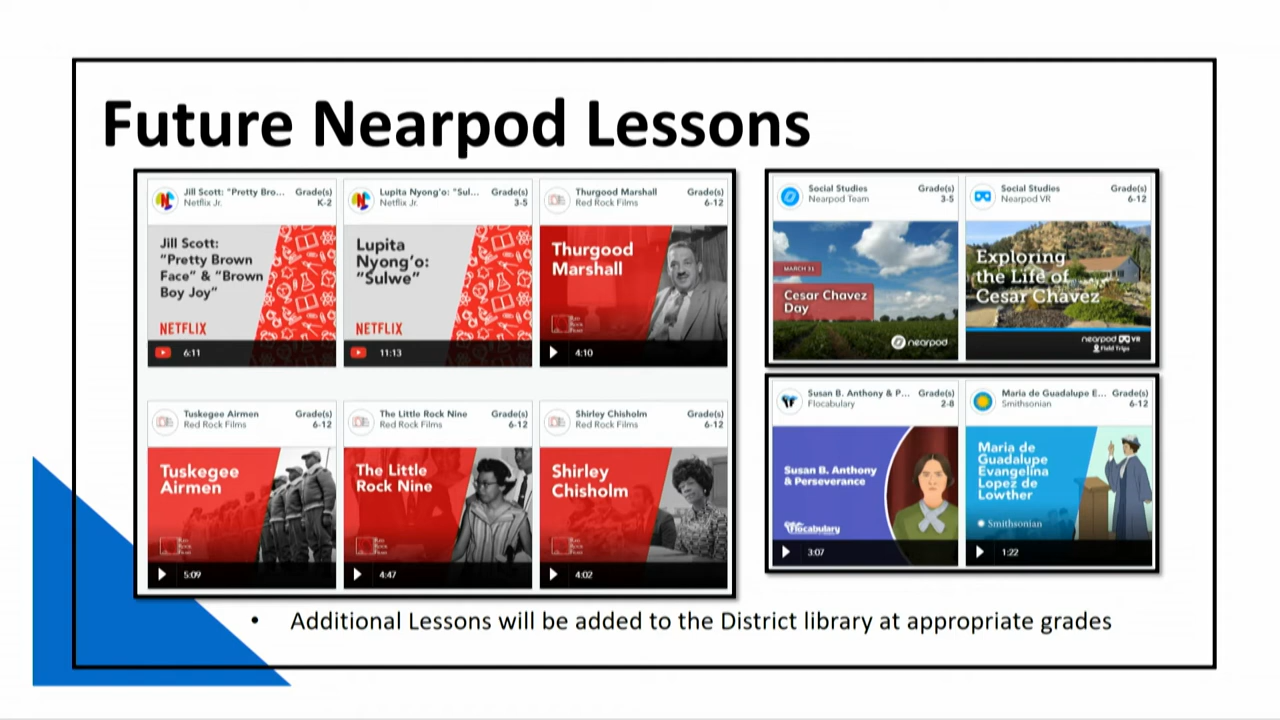 Future Nearpod Lessons
Jill Scott: "Pretty Bro... Grade(s)
Netflix Jr. K-2
Jill Scott:
"Pretty Brown
Face" & "Brown
Boy Joy"
NETFLIX
6:11
Lupita Nyong'o: "Sul... Grade(s)
Netflix Jr. 3-5
Lupita
Nyong'o:
"Sulwe"
NETFLIX
11:13
Thurgood Marshall Grade(s)
Red Rock Films 6-12
Thurgood
Marshall
4:10
Tuskegee Airmen Grade(s)
Red Rock Films 6-12
Tuskegee
Airmen
5:09
The Little Rock Nine Grade(s)
Red Rock Films 6-12
The Little
Rock Nine
4:47
Shirley Chisholm Grade(s)
Red Rock Films 6-12
Shirley
Chisholm
4:02
Social Studies Grade(s)
Nearpod Team 3-5
MARCH 31
Cesar Chavez
Day
nearpod
Social Studies Grade(s)
Nearpod VR 6-12
Exploring
the Life of
Cesar Chavez
nearpod VR
Field Trips
Susan B. Anthony & P... Grade(s)
Flocabulary 2-8
Susan B. Anthony
& Perseverance
Flocabulary
3:07
Maria de Guadalupe E... Grade(s)
Smithsonian 6-12
Maria de
Guadalupe
Evangelina
Lopez de
Lowther
Smithsonian
1:22
• Additional Lessons will be added to the District library at appropriate grades